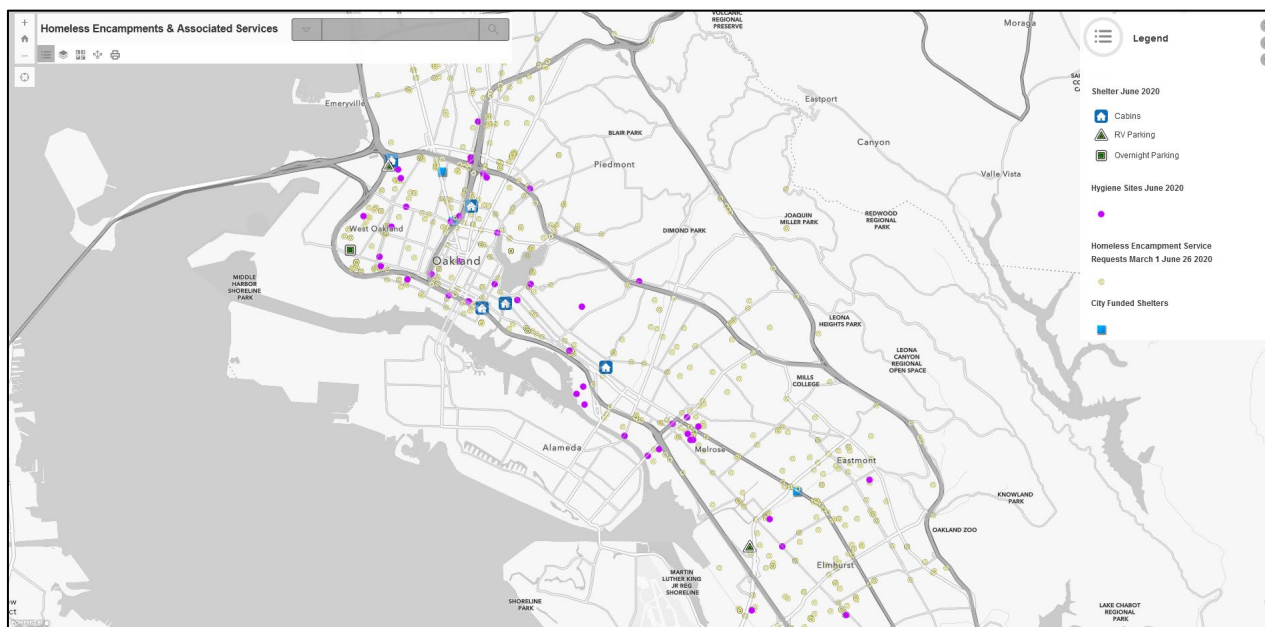 Homeless Encampments & Associated Services
Legend
Shelter June 2020
Cabins
RV Parking
Overnight Parking
Hygiene Sites June 2020
Homeless Encampment Service
Requests March 1 June 26 2020
City Funded Shelters
VOLCANIC
REGIONAL
PRESERVE
Moraga
Emeryville
Eastport
BLAIR PARK
Canyon
Piedmont
Valle Vista
JOAQUIN
MILLER PARK
REDWOOD
REGIONAL
PARK
West Oakland
DIMOND PARK
Oakland
MIDDLE
HARBOR
SHORELINE
PARK
LEONA
HEIGHTS PARK
LEONA
CANYON
REGIONAL
OPEN SPACE
MILLS
COLLEGE
Alameda
Melrose
Eastmont
KNOWLAND
PARK
OAKLAND ZOO
Elmhurst
MARTIN
LUTHER KING
JR REG
SHORELINE
SHORELINE
PARK
LAKE CHABOT
REGIONAL
PARK